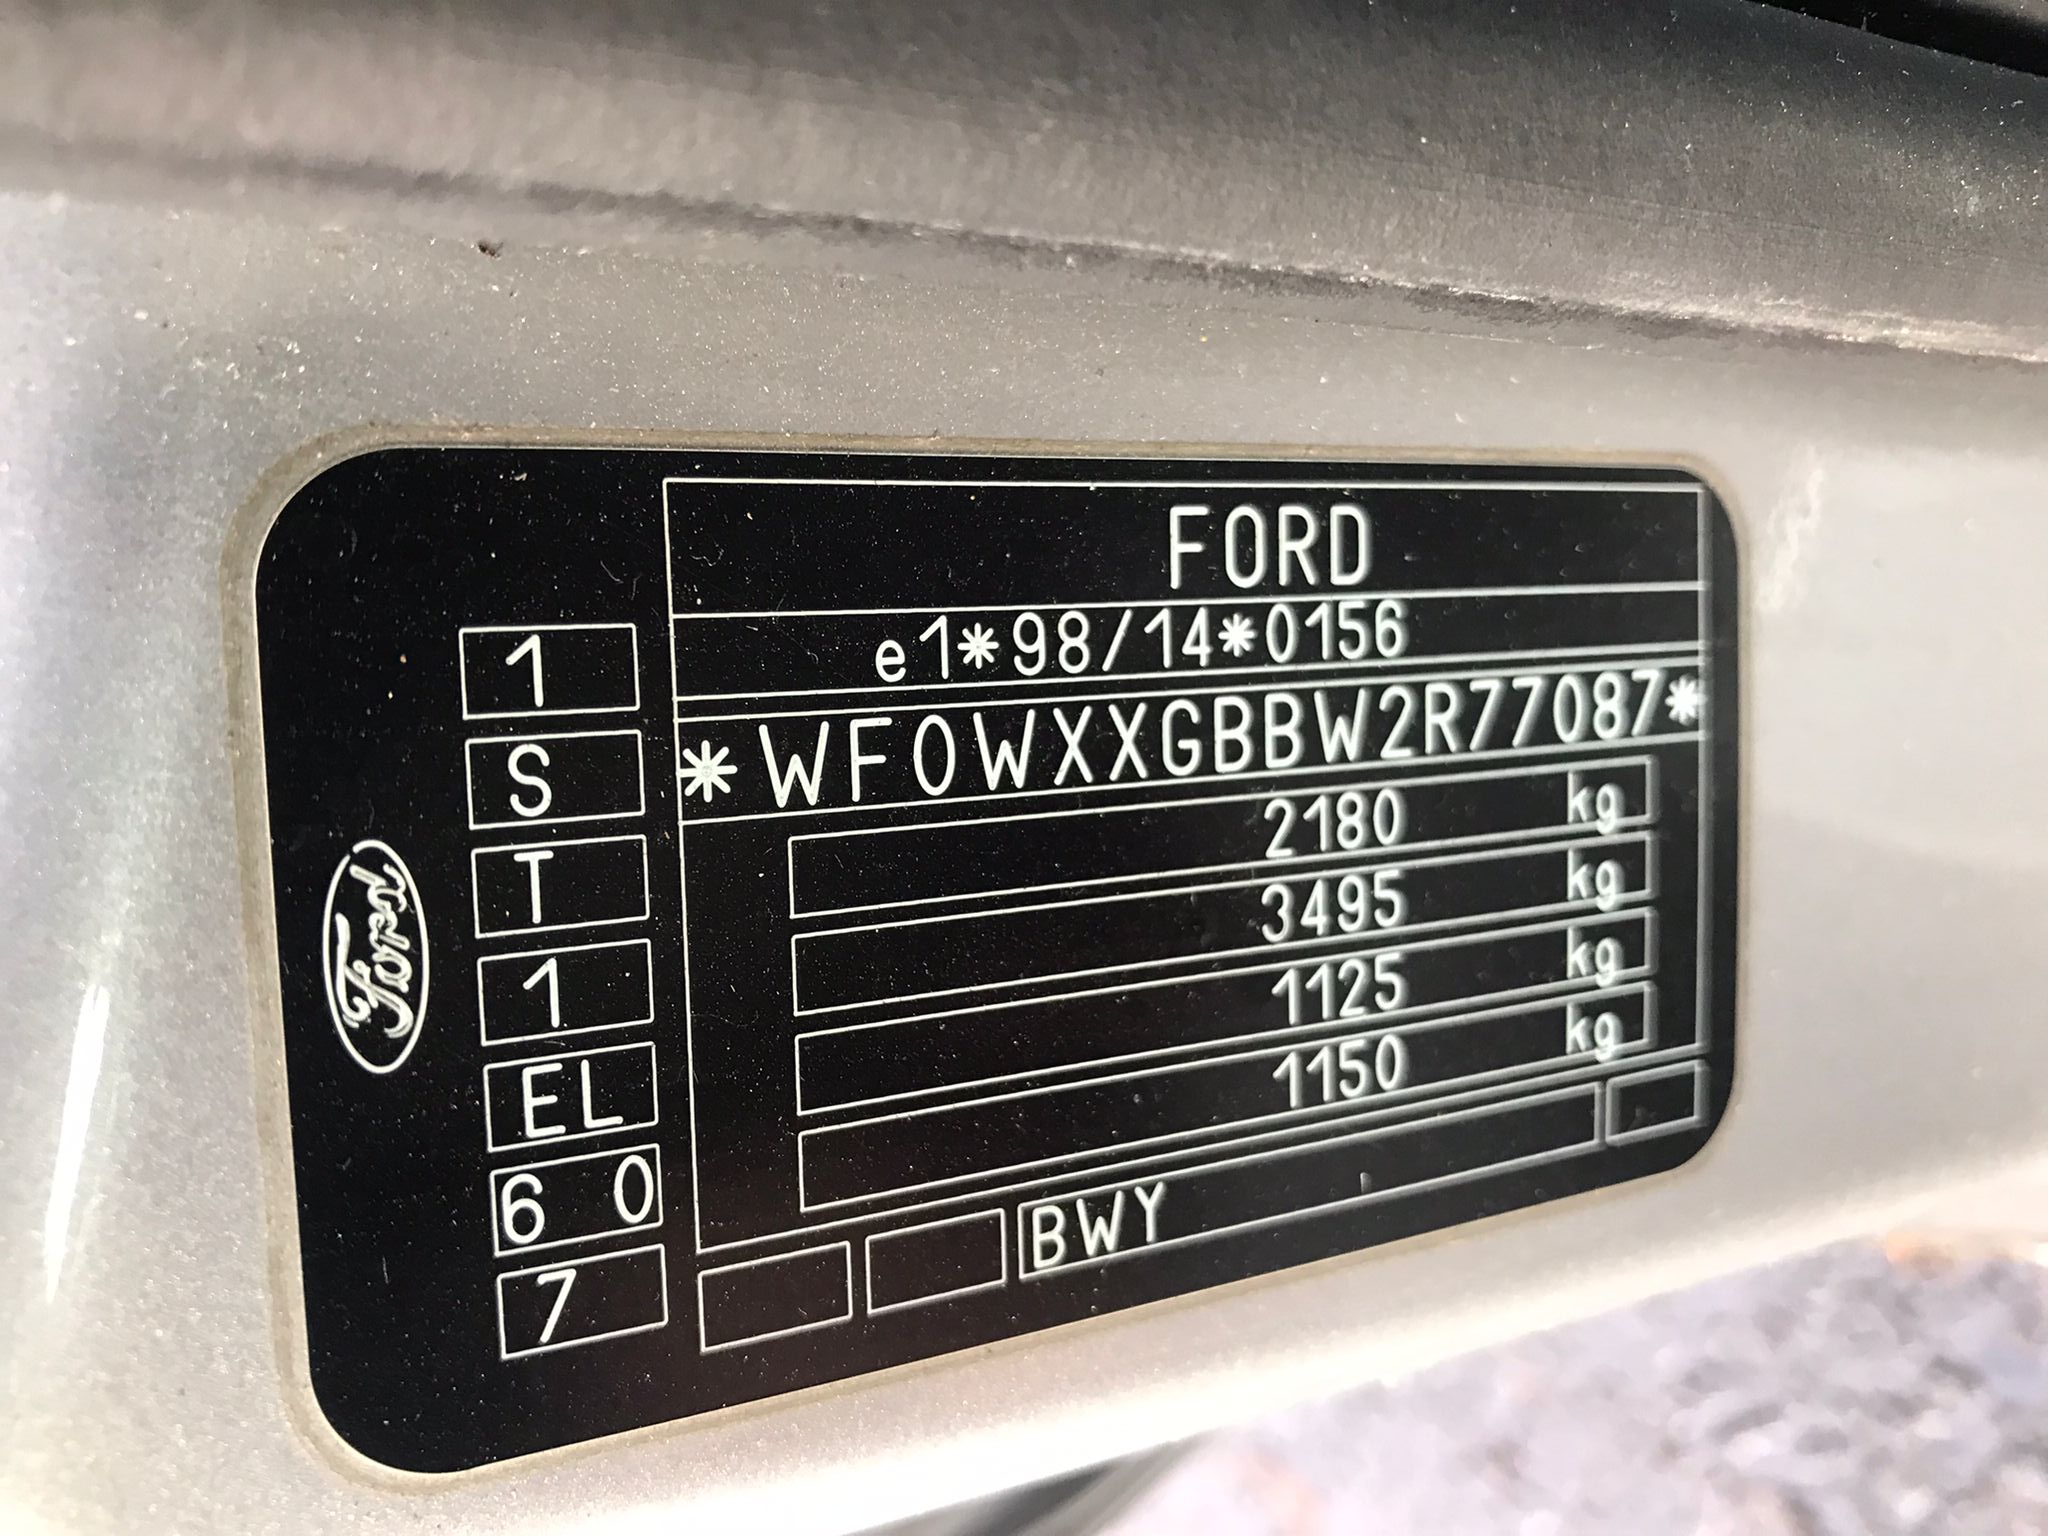 FORD
e1*98/14*0156
*WF0WXXGBBW2R77087*
2180 kg
3495 kg
1125 kg
1150 kg
BWY
1
S
T
1
EL
6 0
7
Ford